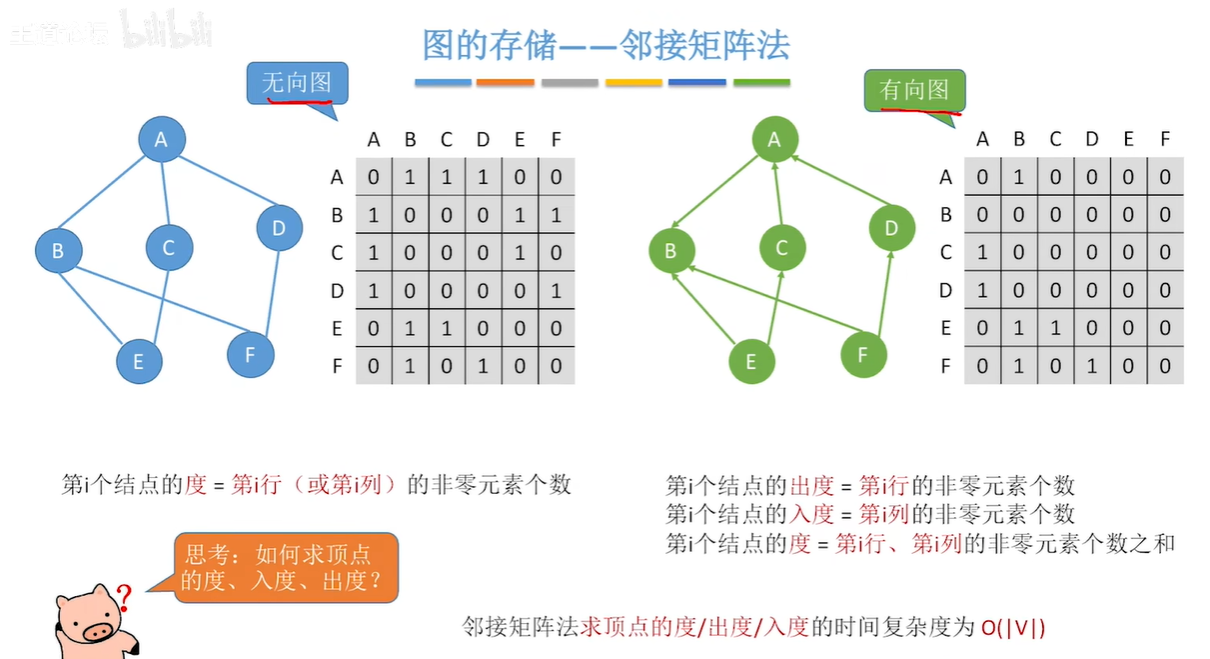 王道论坛 bilibili
图的存储——邻接矩阵法
无向图
A
B
C
D
E
F
A B C D E F
A 0 1 1 1 0 0
B 1 0 0 0 1 1
C 1 0 0 0 1 0
D 1 0 0 0 0 1
E 0 1 1 0 0 0
F 0 1 0 1 0 0
第i个结点的度 = 第i行（或第i列）的非零元素个数
思考：如何求顶点
的度、入度、出度？
?
有向图
A
B
C
D
E
F
A B C D E F
A 0 1 0 0 0 0
B 0 0 0 0 0 0
C 1 0 0 0 0 0
D 1 0 0 0 0 0
E 0 1 1 0 0 0
F 0 1 0 1 0 0
第i个结点的出度 = 第i行的非零元素个数
第i个结点的入度 = 第i列的非零元素个数
第i个结点的度 = 第i行、第i列的非零元素个数之和
邻接矩阵法求顶点的度/出度/入度的时间复杂度为 O(|V|)